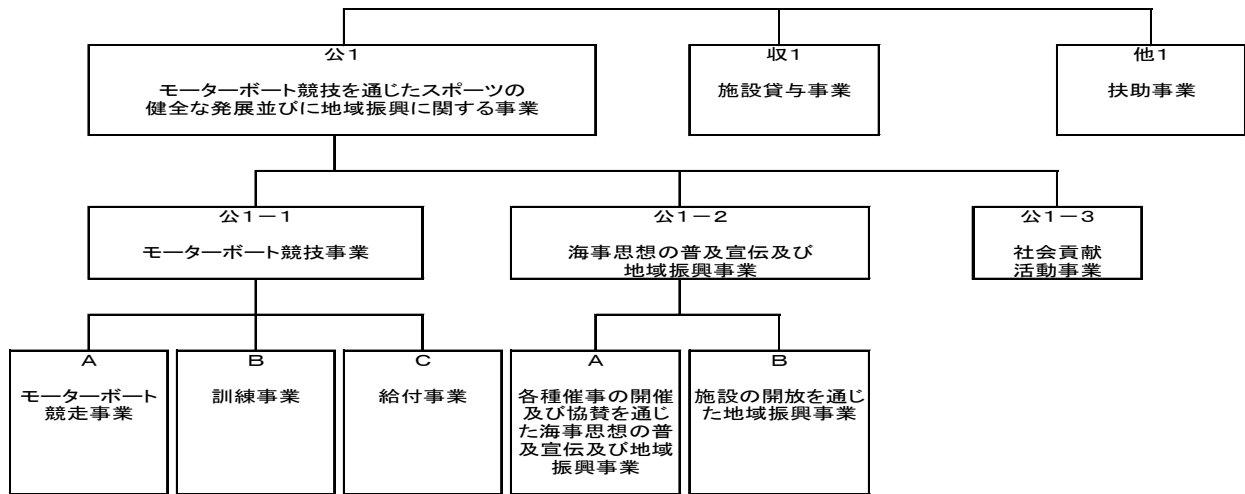 公1
モーターボート競技を通じたスポーツの
健全な発展並びに地域振興に関する事業
収1
施設貸与事業
他1
扶助事業
公1－1
モーターボート競技事業
公1－2
海事思想の普及宣伝及び
地域振興事業
公1－3
社会貢献
活動事業
A
モーターボート
競走事業
B
訓練事業
C
給付事業
A
各種催事の開催
及び協賛を通じ
た海事思想の普
及宣伝及び地域
振興事業
B
施設の開放を通じ
た地域振興事業